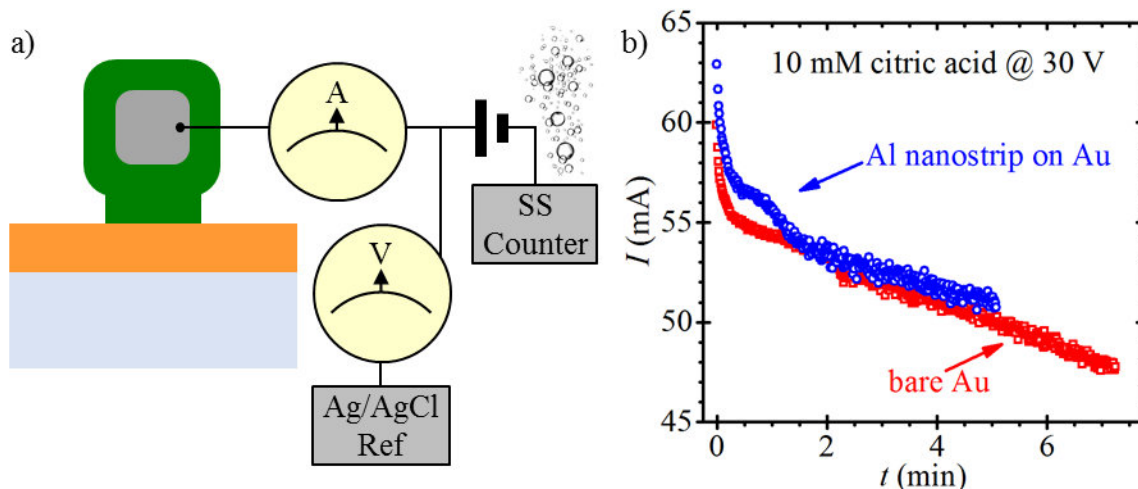 a)
A
V
SS
Counter
Ag/AgCl
Ref
b)
65
60
55
50
45
I (mA)
10 mM citric acid @ 30 V
Al nanostrip on Au
bare Au
0
2
4
6
t (min)